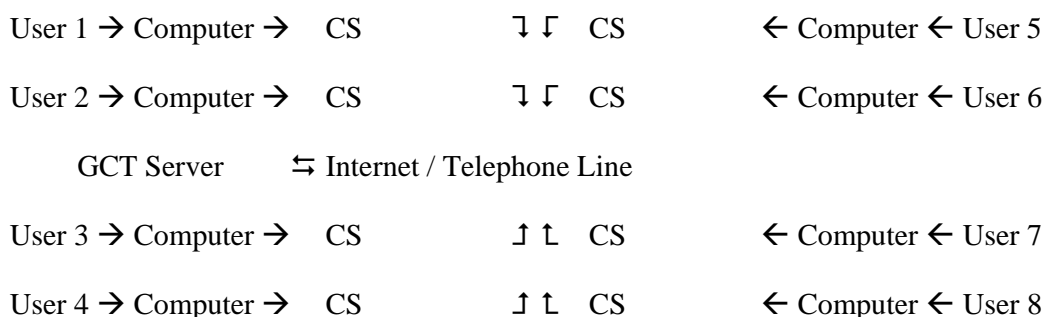 User 1 → Computer → CS ↴ ↱ CS ← Computer ← User 5
User 2 → Computer → CS ↴ ↱ CS ← Computer ← User 6
GCT Server ⇆ Internet / Telephone Line
User 3 → Computer → CS ⮥ ⮤ CS ← Computer ← User 7
User 4 → Computer → CS ⮥ ⮤ CS ← Computer ← User 8